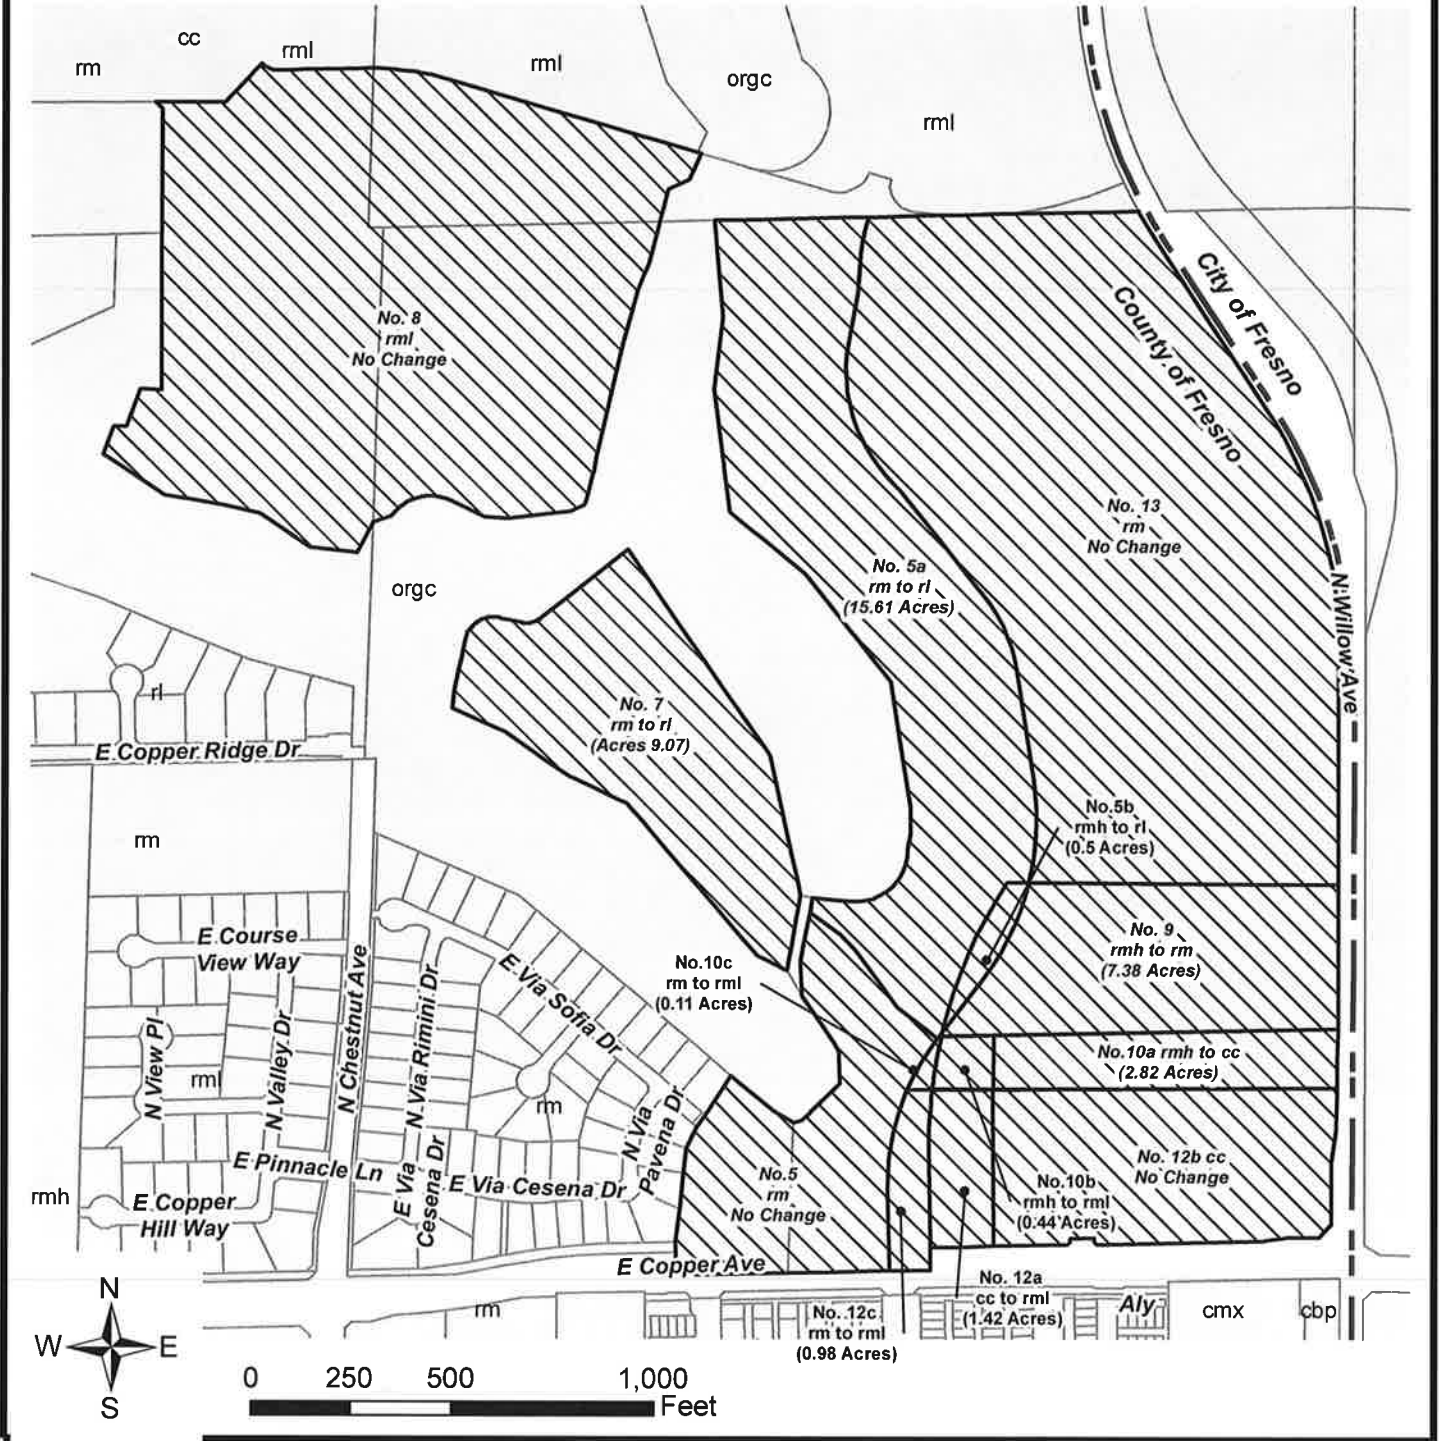 cc
rm
rml
rml
orgc
rml
City of Fresno
County of Fresno
No. 8
rml
No Change
No. 13
rm
No Change
No. 5a
rm to rl
(15.61 Acres)
orgc
N Willow Ave
rl
No. 7
rm to rl
(Acres 9.07)
E Copper Ridge Dr
No.5b
rmh to rl
(0.5 Acres)
rm
E Course
View Way
N Chestnut Ave
No. 9
rmh to rm
(7.38 Acres)
No.10c
rm to rml
(0.11 Acres)
E Via Sofia Dr
N Via Rimini Dr
N View Pl
N Valley Dr
rml
rm
No.10a rmh to cc
(2.82 Acres)
N Via
Pavena Dr
E Pinnacle Ln
E Via
Cesena Dr
E Via Cesena Dr
No.5
rm
No Change
No. 12b cc
No Change
No.10b
rmh to rml
(0.44 Acres)
rmh
E Copper
Hill Way
E Copper Ave
N
W
E
S
rm
No. 12c
rm to rml
(0.98 Acres)
No. 12a
cc to rml
(1.42 Acres)
Aly
cmx
cbp
0 250 500 1,000
Feet